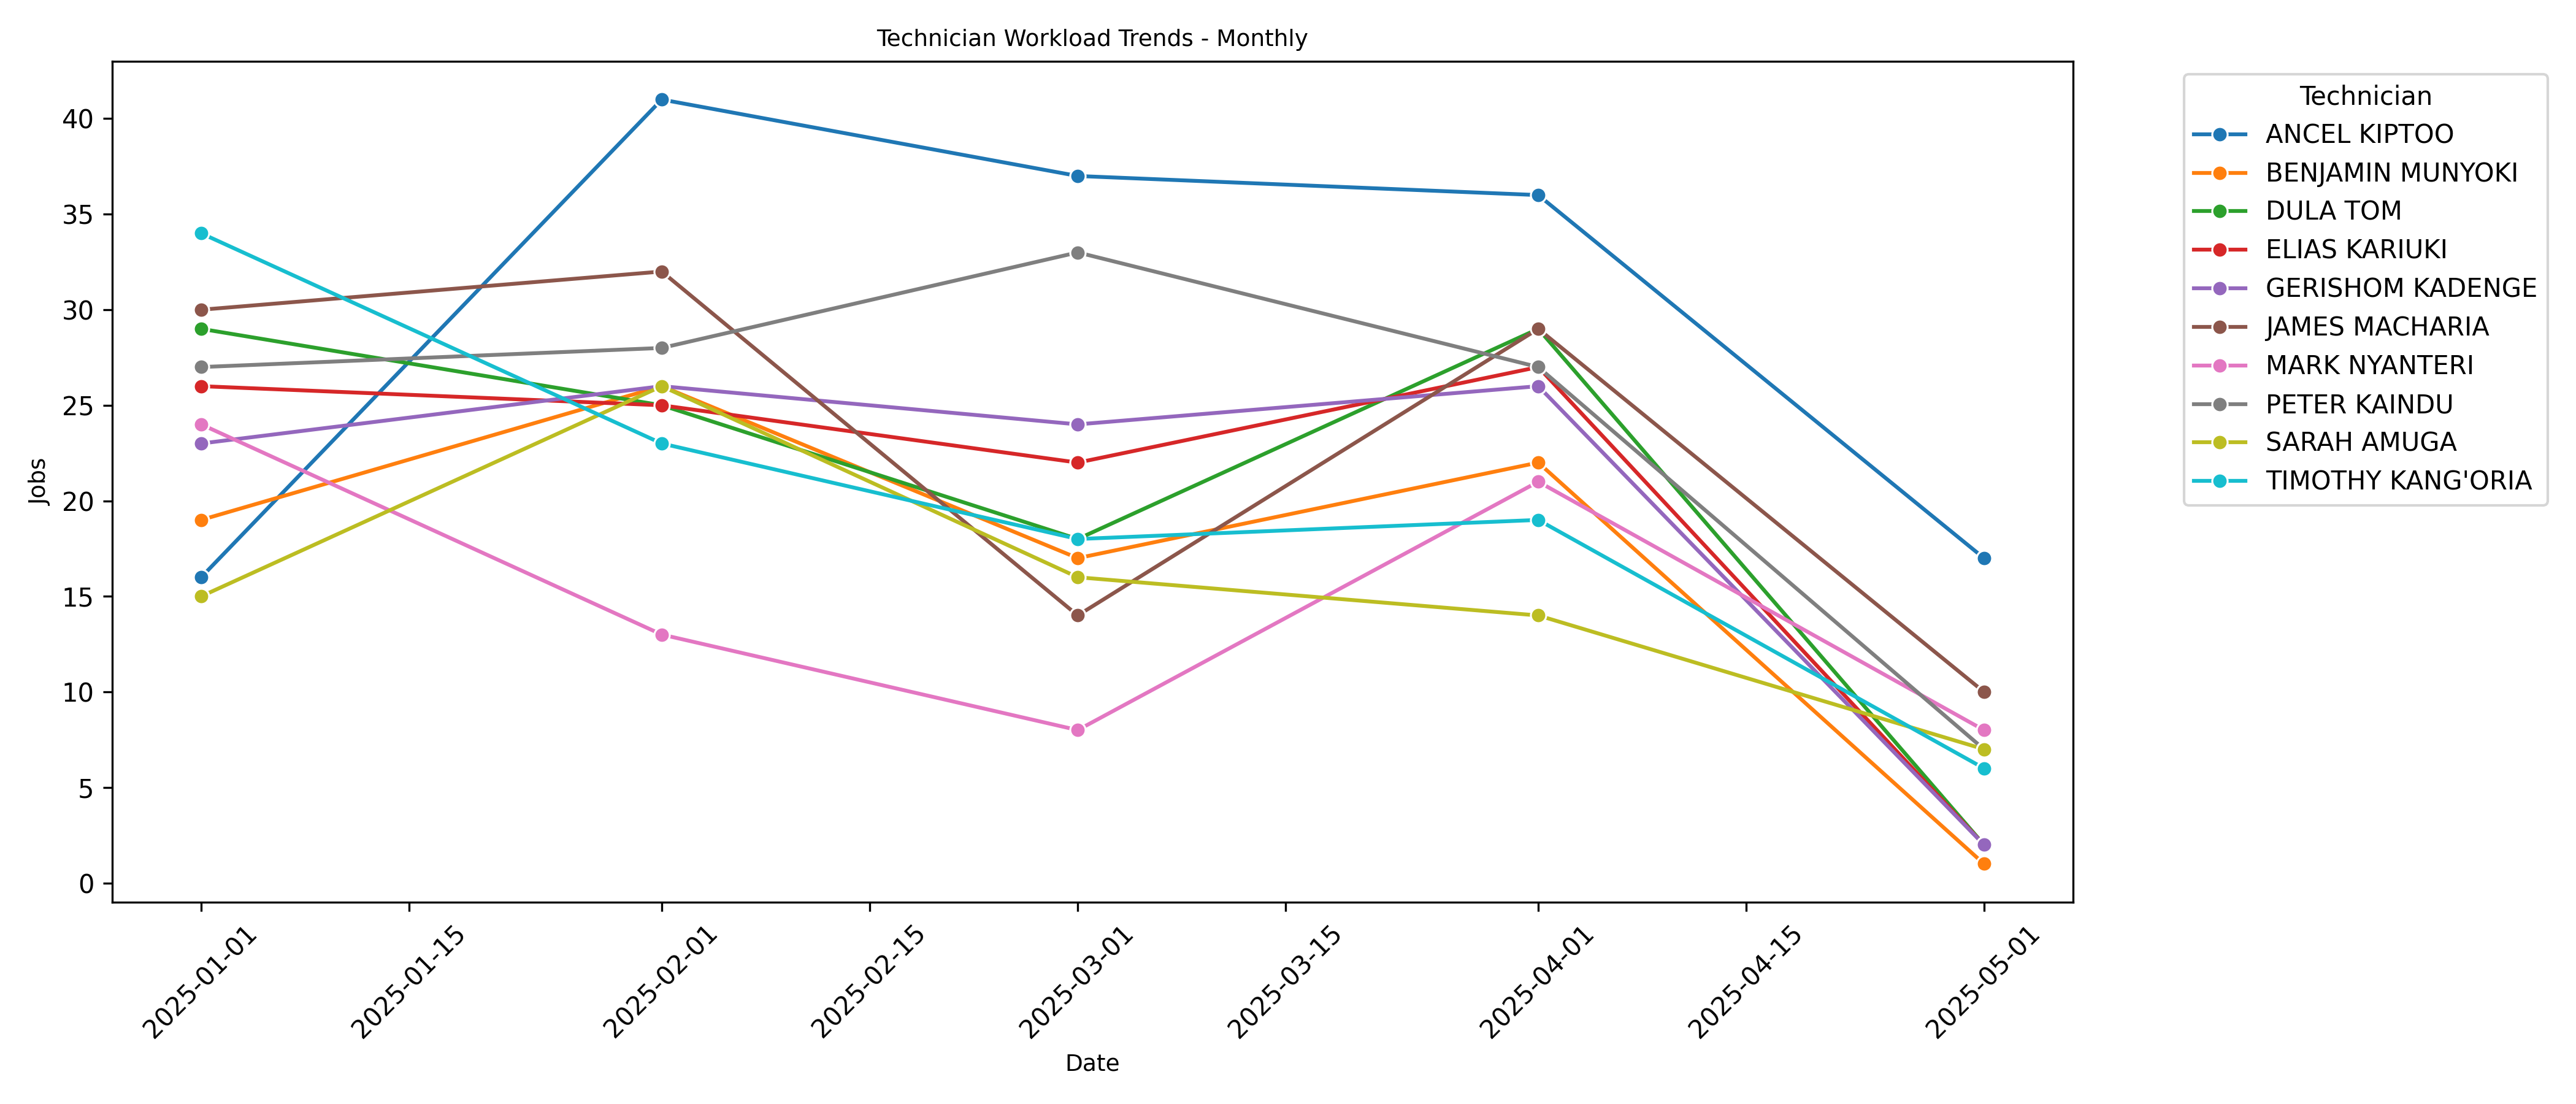 Technician Workload Trends - Monthly
Jobs
40
35
30
25
20
15
10
5
0
2025-01-01
2025-01-15
2025-02-01
2025-02-15
2025-03-01
2025-03-15
2025-04-01
2025-04-15
2025-05-01
Date
Technician
ANCEL KIPTOO
BENJAMIN MUNYOKI
DULA TOM
ELIAS KARIUKI
GERISHOM KADENGE
JAMES MACHARIA
MARK NYANTERI
PETER KAINDU
SARAH AMUGA
TIMOTHY KANG'ORIA